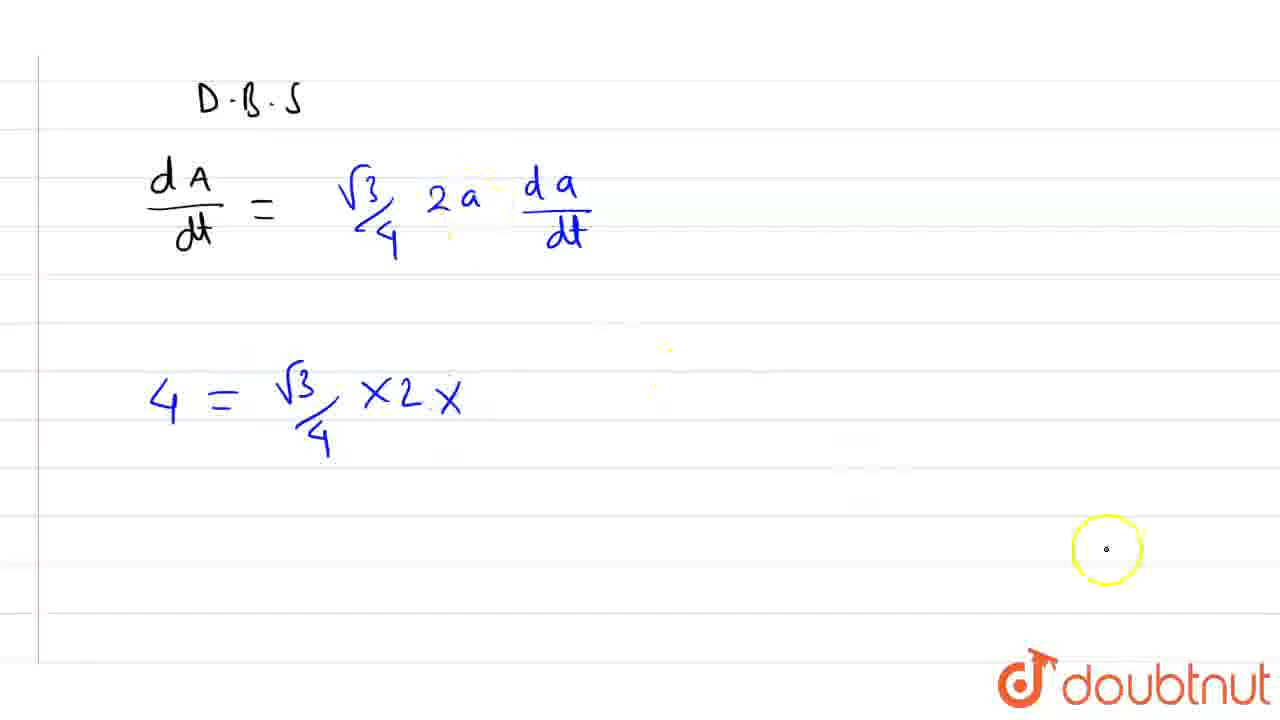 D.B.S
dA/dt = √3/4 2a da/dt
4 = √3/4 × 2 ×
doubtnut